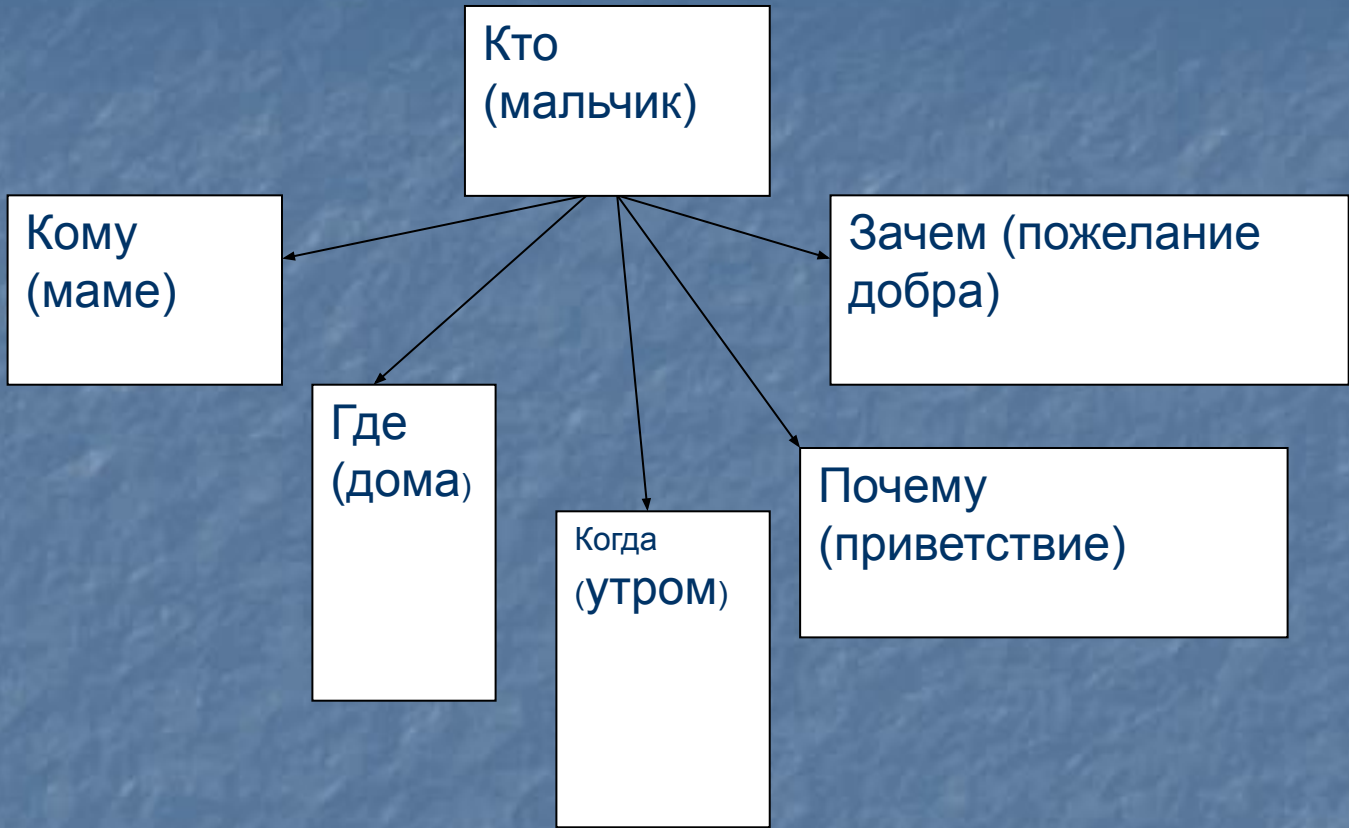 Кто
(мальчик)
Кому
(маме)
Зачем (пожелание
добра)
Где
(дома)
Когда
(утром)
Почему
(приветствие)